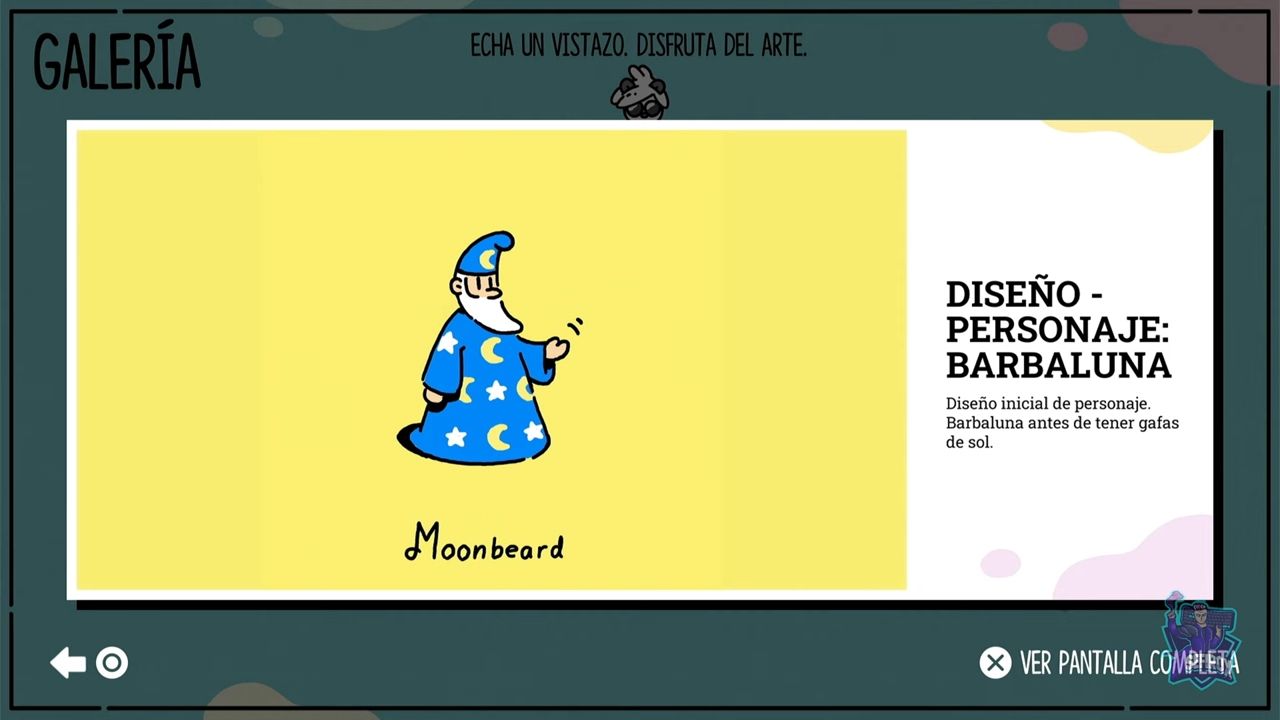 GALERÍA
ECHA UN VISTAZO. DISFRUTA DEL ARTE.
DISEÑO -
PERSONAJE:
BARBALUNA
Diseño inicial de personaje.
Barbaluna antes de tener gafas
de sol.
Moonbeard
VER PANTALLA COMPLETA